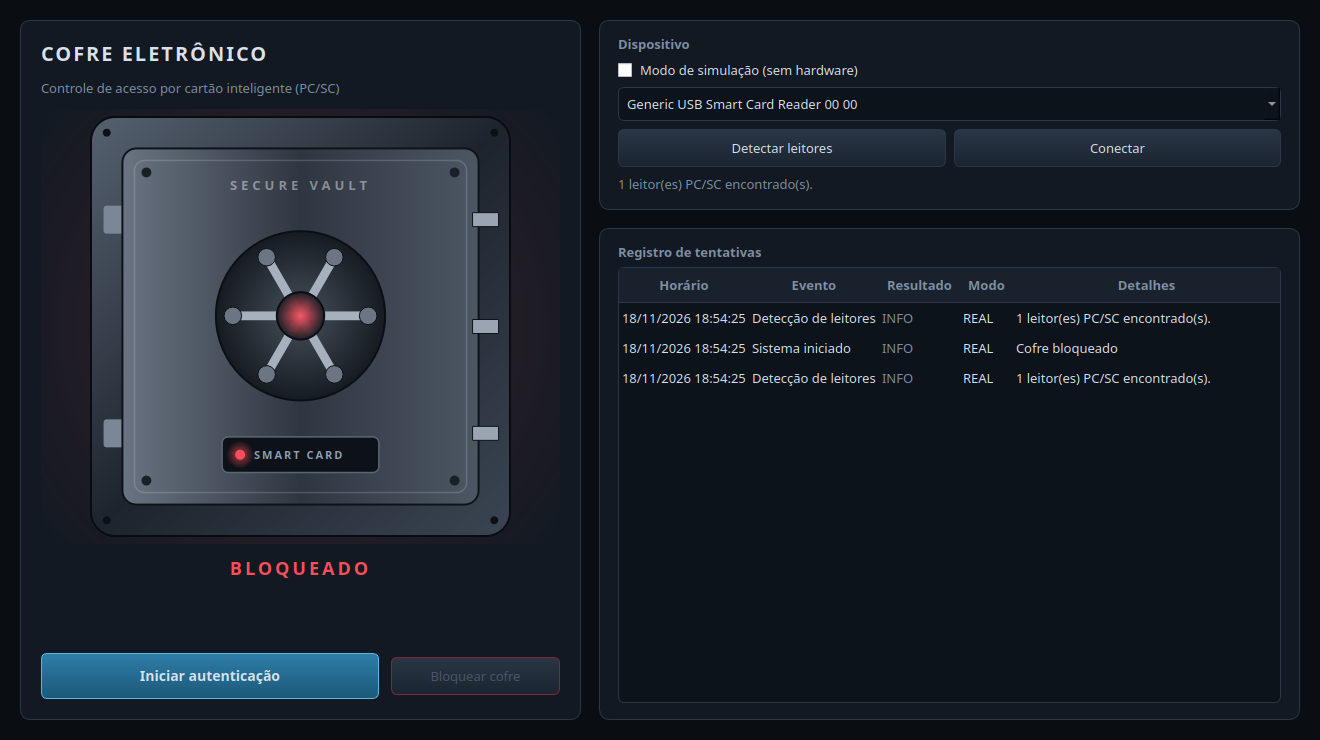 COFRE ELETRÔNICO
Controle de acesso por cartão inteligente (PC/SC)
SECURE VAULT
SMART CARD
BLOQUEADO
Iniciar autenticação
Bloquear cofre
Dispositivo
Modo de simulação (sem hardware)
Generic USB Smart Card Reader 00 00
Detectar leitores
Conectar
1 leitor(es) PC/SC encontrado(s).
Registro de tentativas
Horário Evento Resultado Modo Detalhes
18/11/2026 18:54:25 Detecção de leitores INFO REAL 1 leitor(es) PC/SC encontrado(s).
18/11/2026 18:54:25 Sistema iniciado INFO REAL Cofre bloqueado
18/11/2026 18:54:25 Detecção de leitores INFO REAL 1 leitor(es) PC/SC encontrado(s).